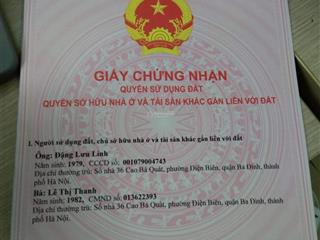 GIẤY CHỨNG NHẬN
QUYỀN SỬ DỤNG ĐẤT
QUYỀN SỞ HỮU NHÀ Ở VÀ TÀI SẢN KHÁC GẮN LIỀN VỚI ĐẤT
I. Người sử dụng đất, chủ sở hữu nhà ở và tài sản khác gắn liền với đất
Ông: Đặng Lưu Linh
Năm sinh: 1979, CCCD số: 001079004743
Địa chỉ thường trú: Số nhà 36 Cao Bá Quát, phường Điện Biên, quận Ba Đình, thành
phố Hà Nội.
Bà: Lê Thị Thanh
Năm sinh: 1982, CMND số: 013622393
Địa chỉ thường trú: Số nhà 36 Cao Bá Quát, phường Điện Biên, quận Ba Đình, thành
phố Hà Nội.